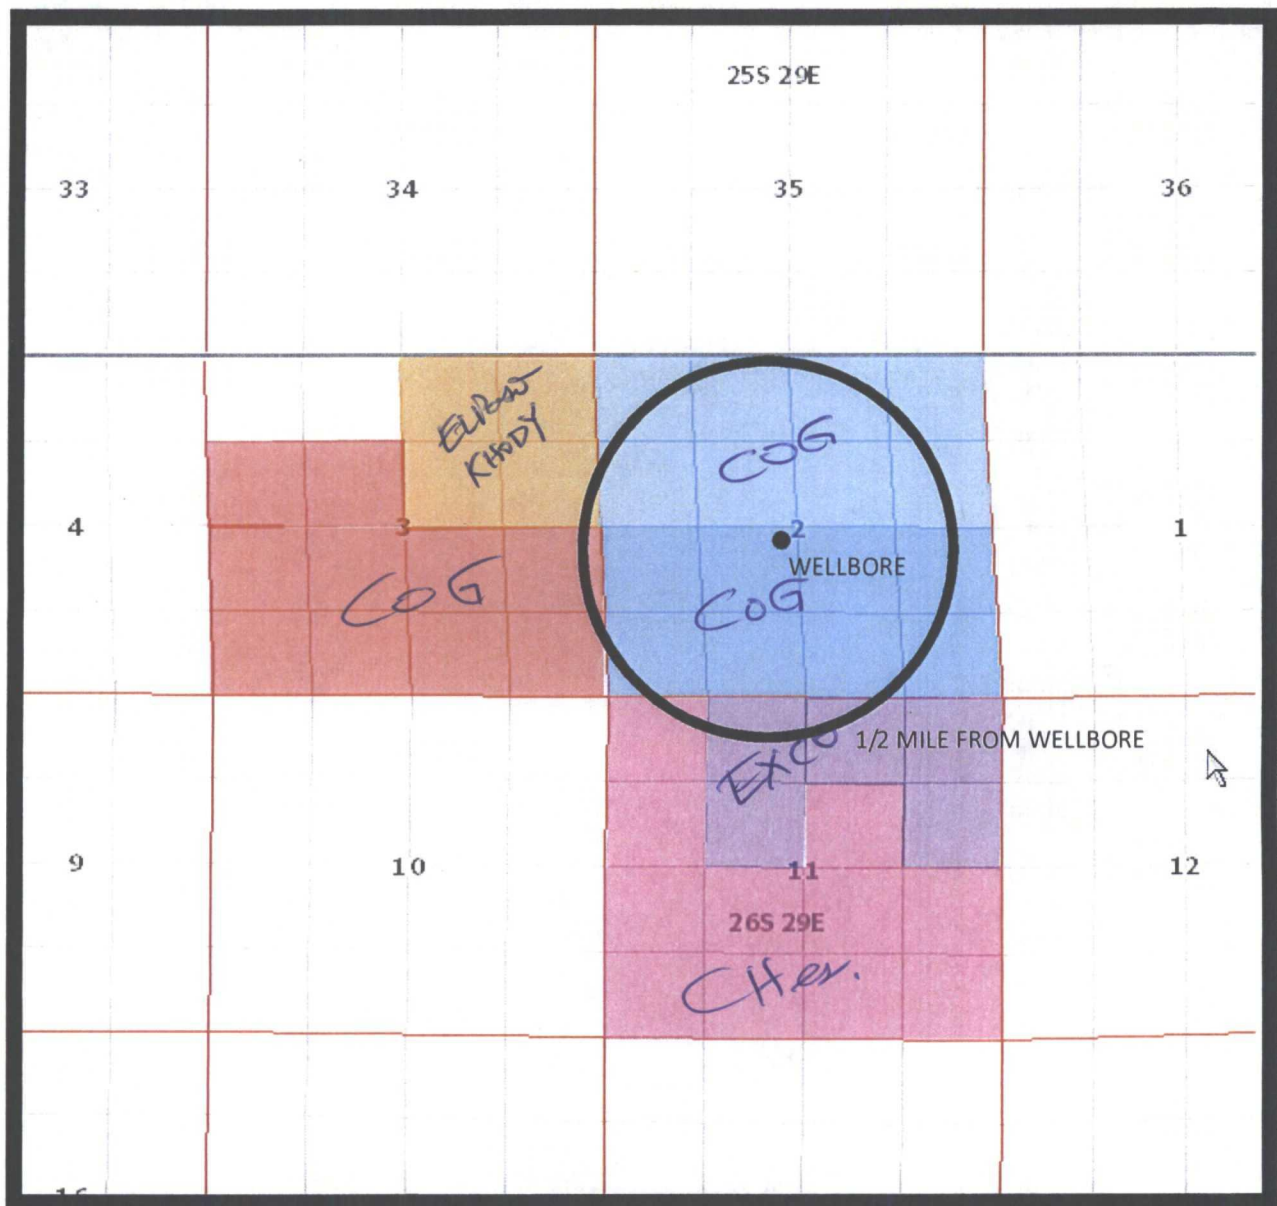 25S 29E
33 34 35 36
KHODY
COG
4 3 2 1
WELLBORE
COG
COG
1/2 MILE FROM WELLBORE
EXCO
9 10 11 12
26S 29E
CHev.